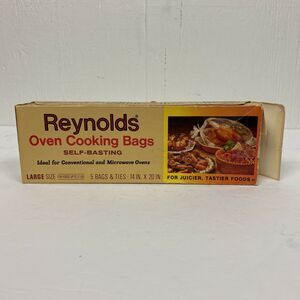 Reynolds®
Oven Cooking Bags
SELF-BASTING
Ideal for Conventional and Microwave Ovens
LARGE SIZE
5 BAGS & TIES - 14 IN. X 20 IN.
FOR JUICIER, TASTIER FOODS